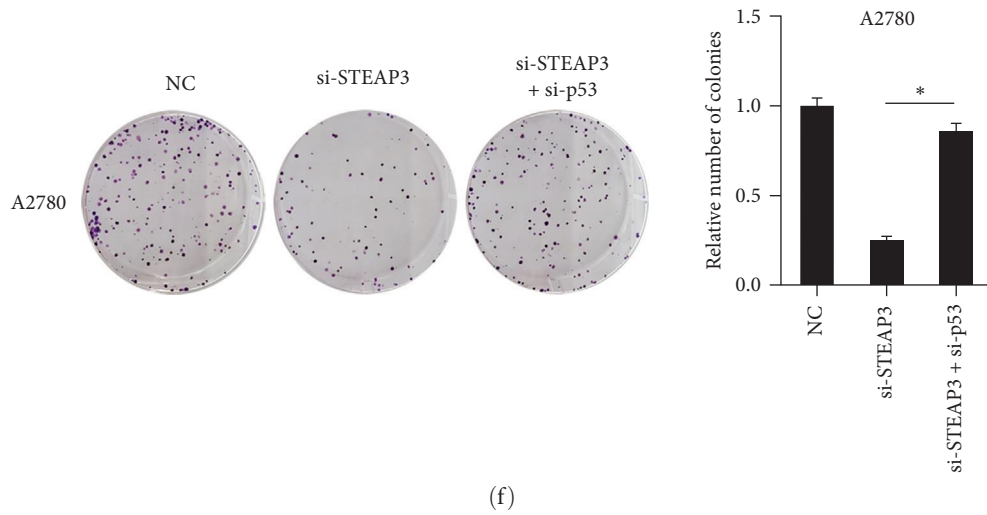 NC
si-STEAP3
si-STEAP3
+ si-p53
A2780
A2780
Relative number of colonies
1.5
1.0
0.5
0.0
*
NC
si-STEAP3
si-STEAP3 + si-p53
(f)